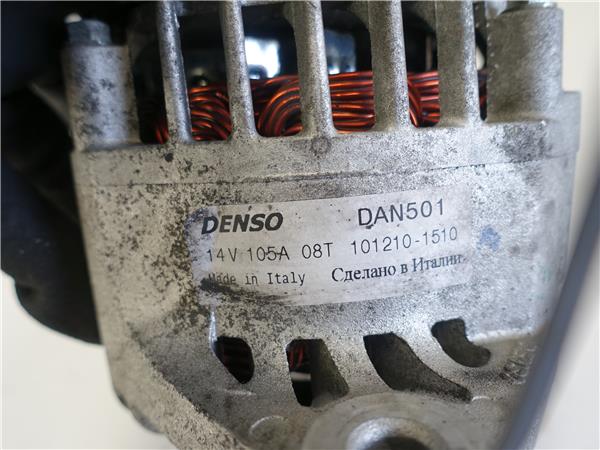 DENSO DAN501
14V 105A 08T 101210-1510
Made in Italy Сделано в Италии